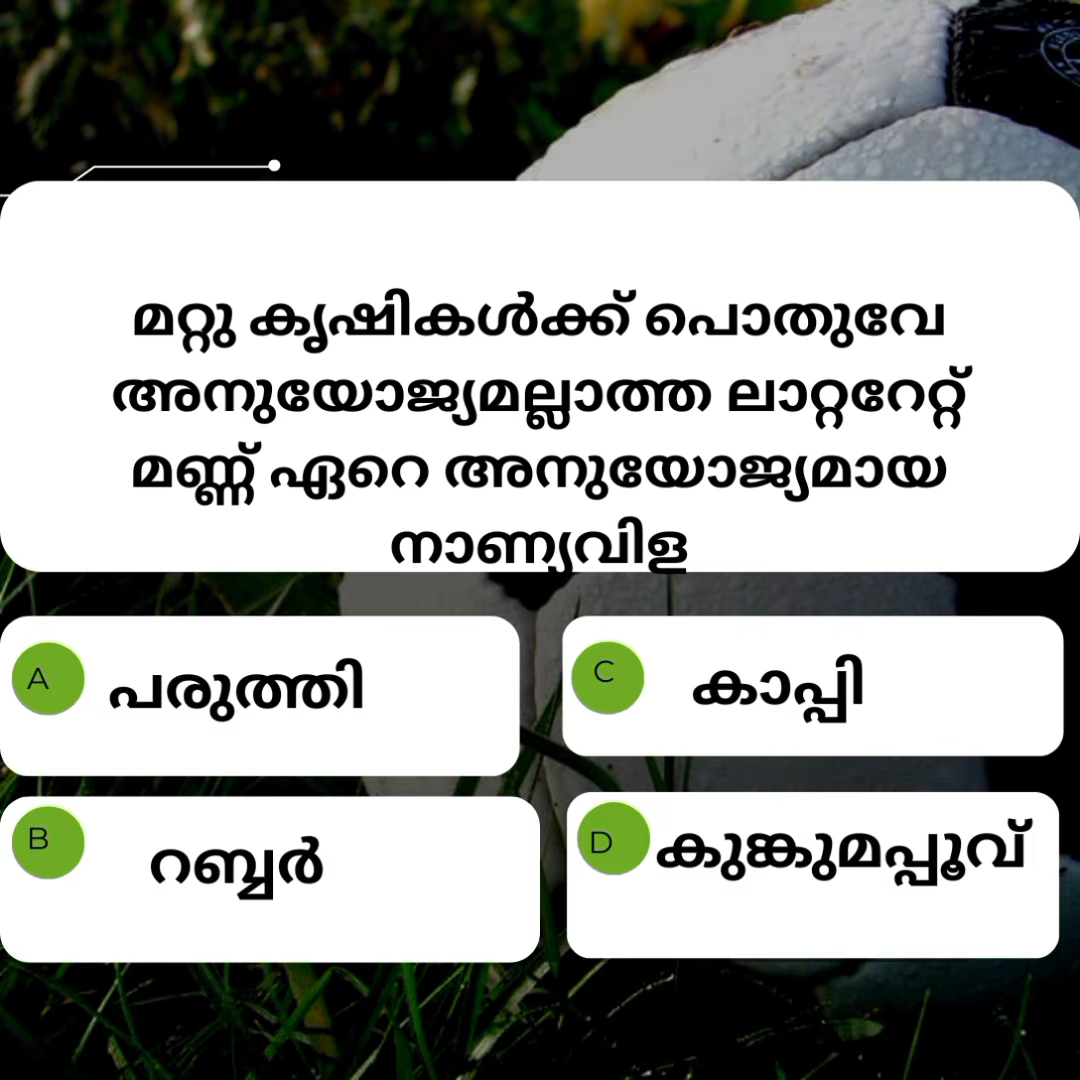 മറ്റു കൃഷികൾക്ക് പൊതുവേ
അനുയോജ്യമല്ലാത്ത ലാറ്ററേറ്റ്
മണ്ണ് ഏറെ അനുയോജ്യമായ
നാണ്യവിള
A പരുത്തി
C കാപ്പി
B റബ്ബർ
D കുങ്കുമപ്പൂവ്